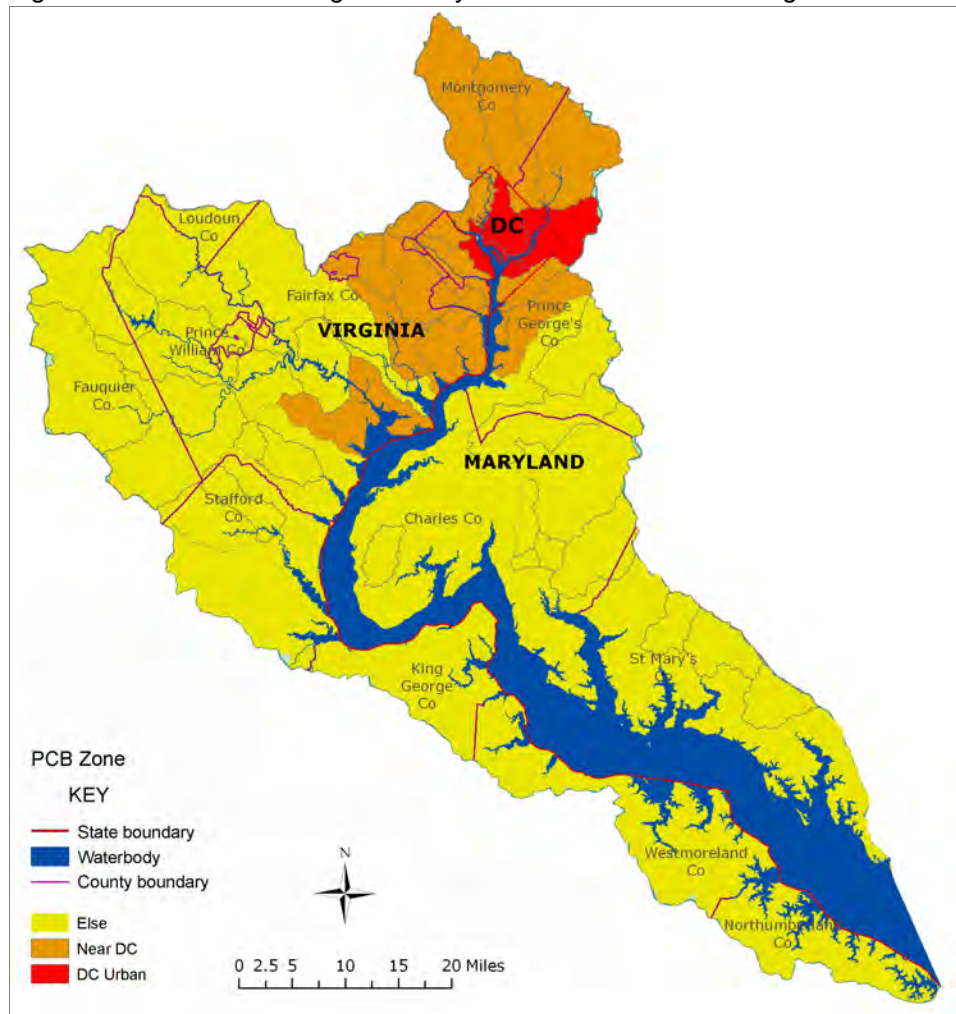 Montgomery
Co
Loudoun
Co
DC
Fairfax Co
VIRGINIA
Prince
George's
Co
Prince
William Co
Fauquier
Co
MARYLAND
Stafford
Co
Charles Co
St Mary's
Co
King
George
Co
Westmoreland
Co
Northumberland
Co
PCB Zone
KEY
State boundary
Waterbody
County boundary
Else
Near DC
DC Urban
N
0 2.5 5 10 15 20 Miles